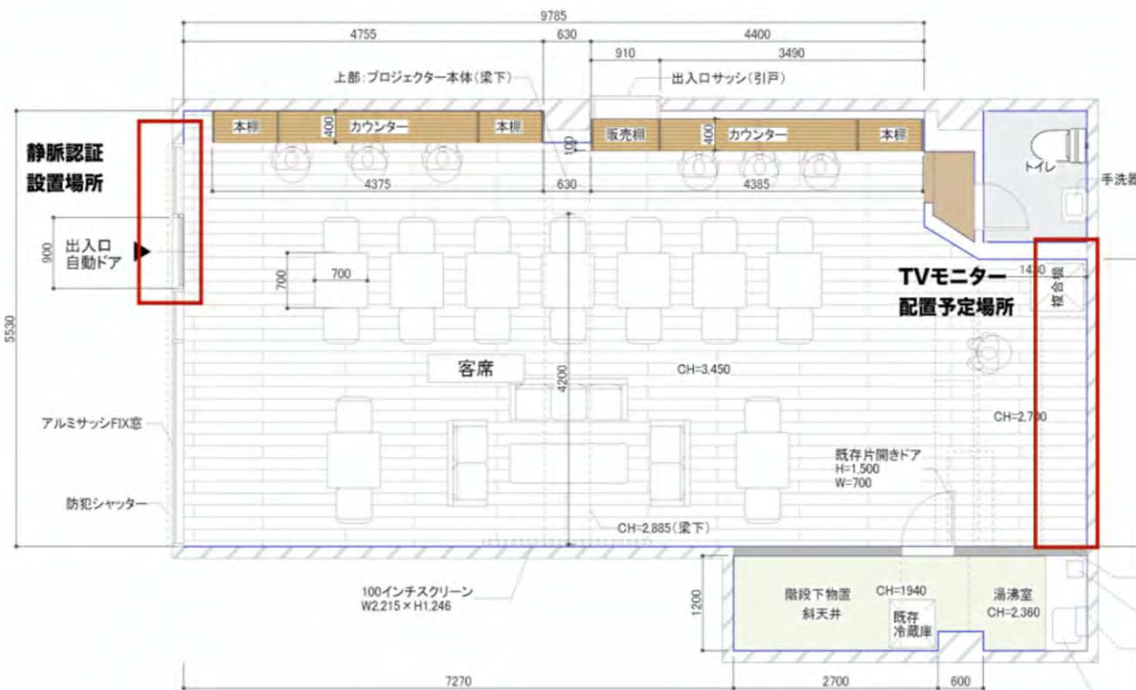 9785
4755
630
4400
910
3490
上部:プロジェクター本体(梁下)
出入口サッシ(引戸)
本棚
400
カウンター
本棚
100
販売棚
400
カウンター
本棚
静脈認証
設置場所
トイレ
手洗器
4375
630
4385
900
出入口
自動ドア
700
700
TVモニター
配置予定場所
複合機
5530
客席
4200
CH=3.450
CH=2.700
アルミサッシFIX窓
既存片開きドア
H=1,500
W=700
防犯シャッター
CH=2.885(梁下)
100インチスクリーン
W2.215×H1.246
1200
階段下物置
斜天井
CH=1940
既存
冷蔵庫
湯沸室
CH=2.360
7270
2700
600